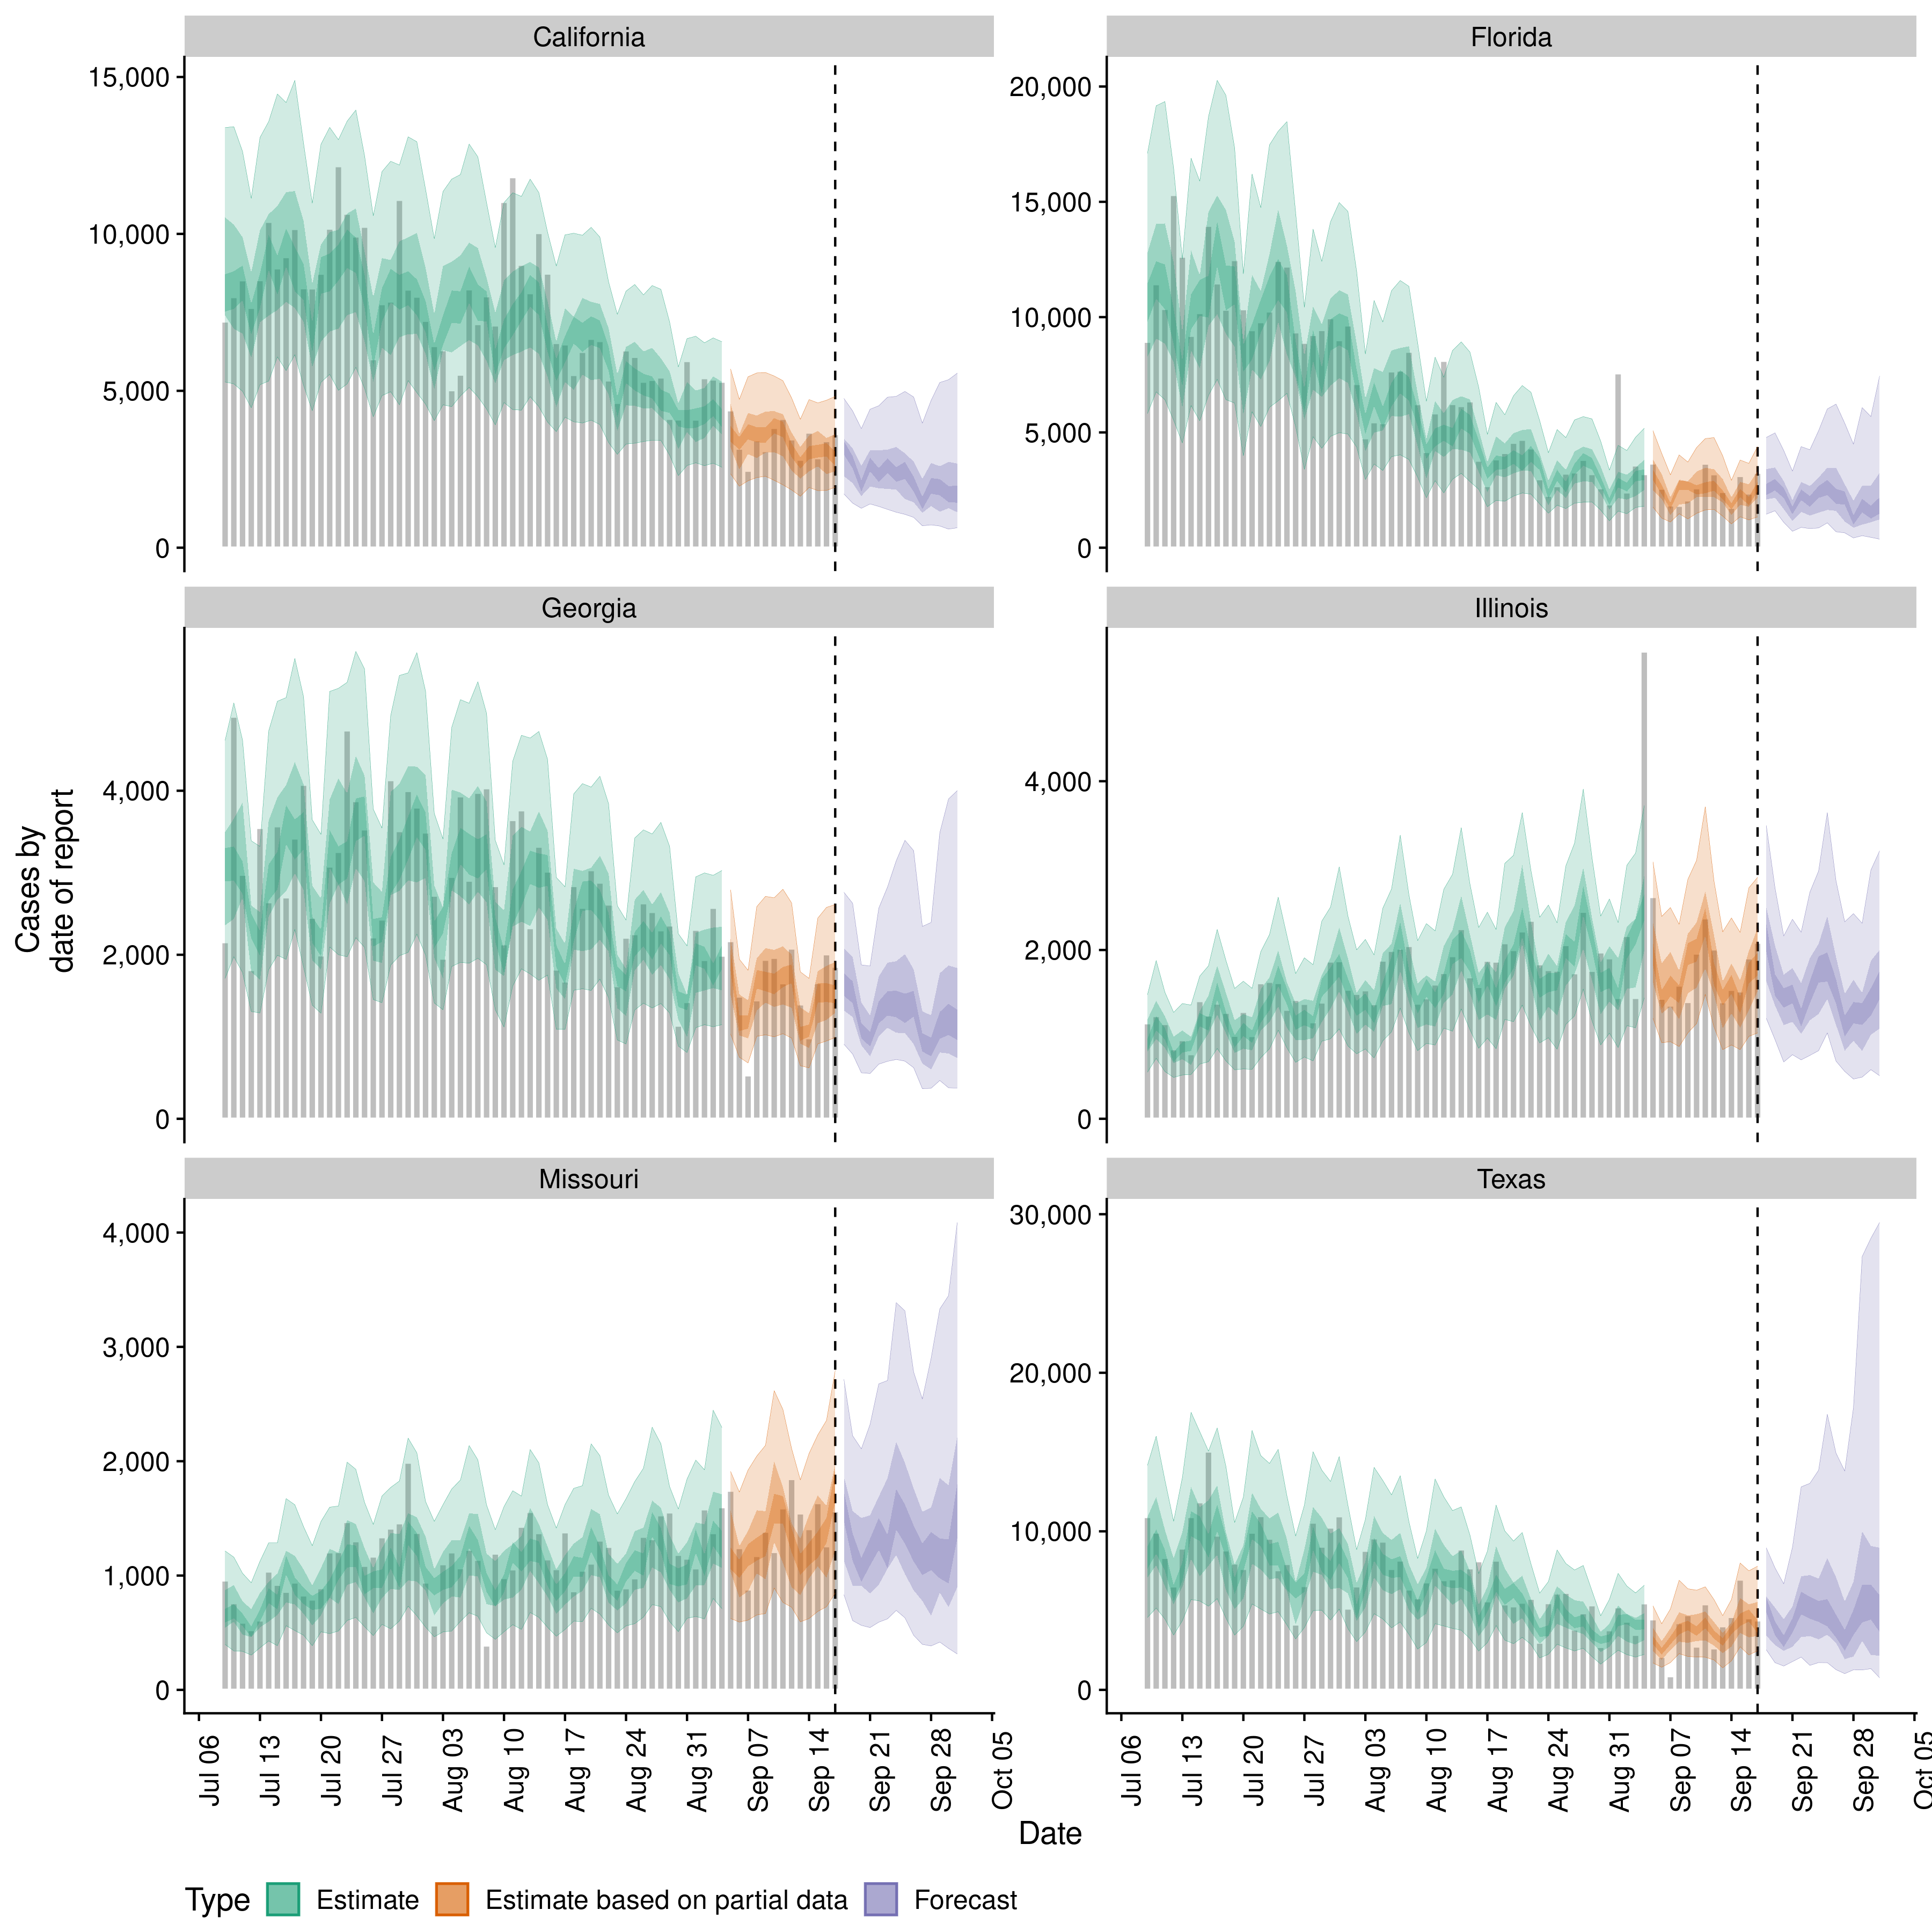 California
Florida
15,000
10,000
5,000
0
20,000
15,000
10,000
5,000
0
Georgia
Illinois
4,000
2,000
0
4,000
2,000
0
Cases by
date of report
Missouri
Texas
4,000
3,000
2,000
1,000
0
30,000
20,000
10,000
0
Jul 06
Jul 13
Jul 20
Jul 27
Aug 03
Aug 10
Aug 17
Aug 24
Aug 31
Sep 07
Sep 14
Sep 21
Sep 28
Oct 05
Jul 06
Jul 13
Jul 20
Jul 27
Aug 03
Aug 10
Aug 17
Aug 24
Aug 31
Sep 07
Sep 14
Sep 21
Sep 28
Oct 05
Date
Type Estimate Estimate based on partial data Forecast